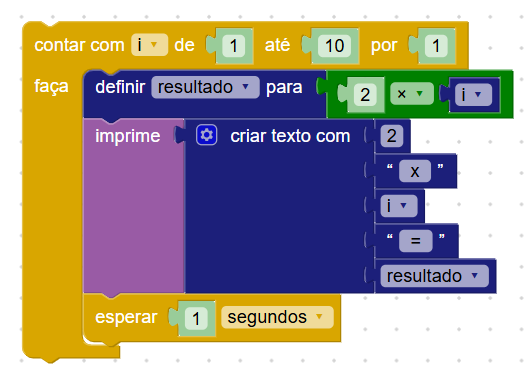 contar com i de 1 até 10 por 1
faça definir resultado para 2 × i
imprime criar texto com 2
“ x ”
i
“ = ”
resultado
esperar 1 segundos